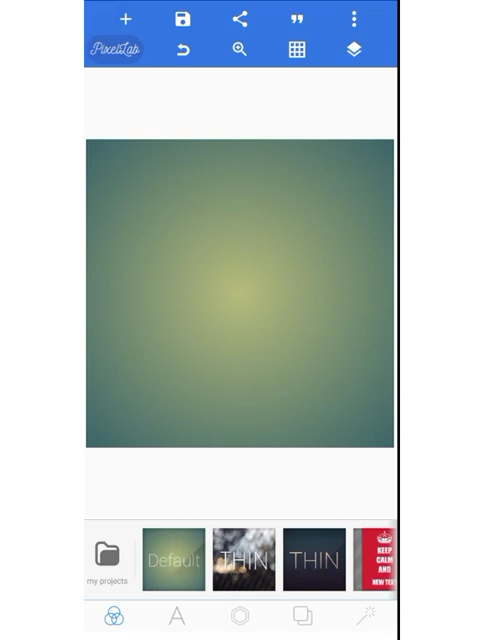 PixelLab
my projects
Default
THIN
THIN
KEEP
CALM
AND
NEW TEX